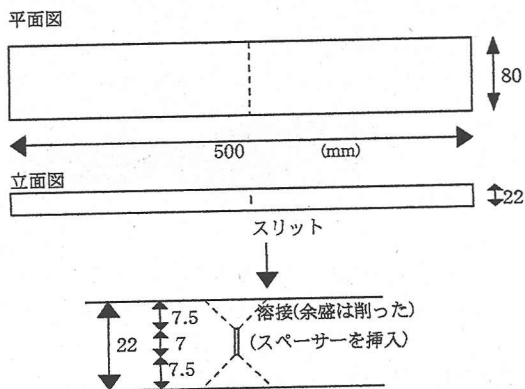 平面図
80
500 (mm)
立面図
22
スリット
7.5 溶接(余盛は削った)
22 7 (スペーサーを挿入)
7.5